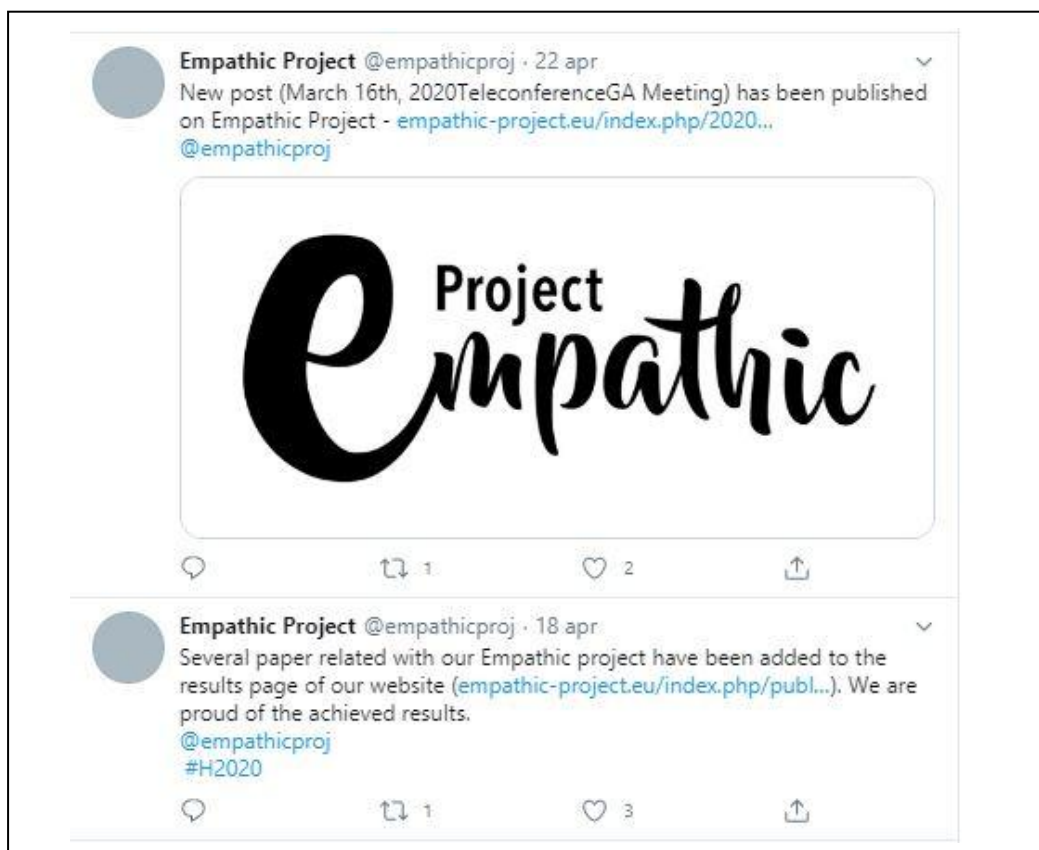 Empathic Project @empathicproj · 22 apr
New post (March 16th, 2020TeleconferenceGA Meeting) has been published
on Empathic Project - empathic-project.eu/index.php/2020...
@empathicproj
Project
empathic
1 2
Empathic Project @empathicproj · 18 apr
Several paper related with our Empathic project have been added to the
results page of our website (empathic-project.eu/index.php/publ...). We are
proud of the achieved results.
@empathicproj
#H2020
1 3